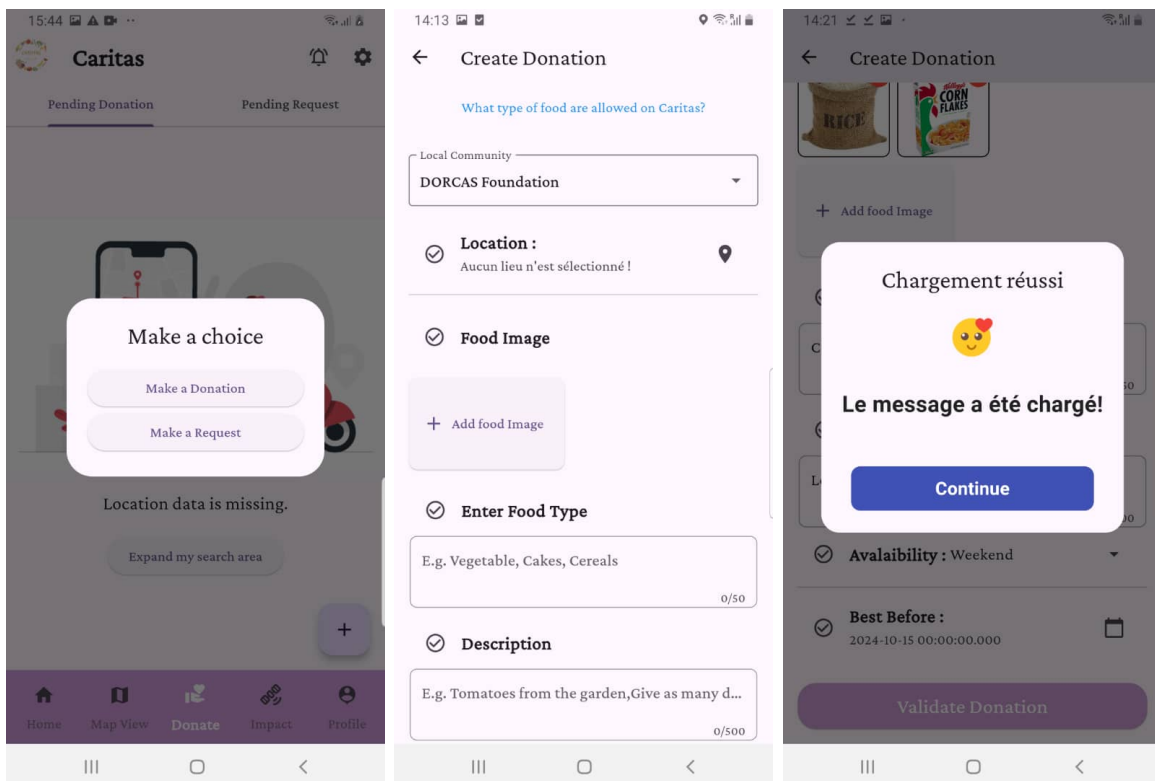 15:44
Caritas
Pending Donation
Pending Request
Make a choice
Make a Donation
Make a Request
Location data is missing.
Expand my search area
+
Home
Map View
Donate
Impact
Profile
14:13
Create Donation
What type of food are allowed on Caritas?
Local Community
DORCAS Foundation
Location :
Aucun lieu n'est sélectionné !
Food Image
+ Add food Image
Enter Food Type
E.g. Vegetable, Cakes, Cereals
0/50
Description
E.g. Tomatoes from the garden,Give as many d...
0/500
14:21
Create Donation
RICE
CORN
FLAKES
+ Add food Image
Chargement réussi
Le message a été chargé!
Continue
Avalaibility : Weekend
Best Before :
2024-10-15 00:00:00.000
Validate Donation